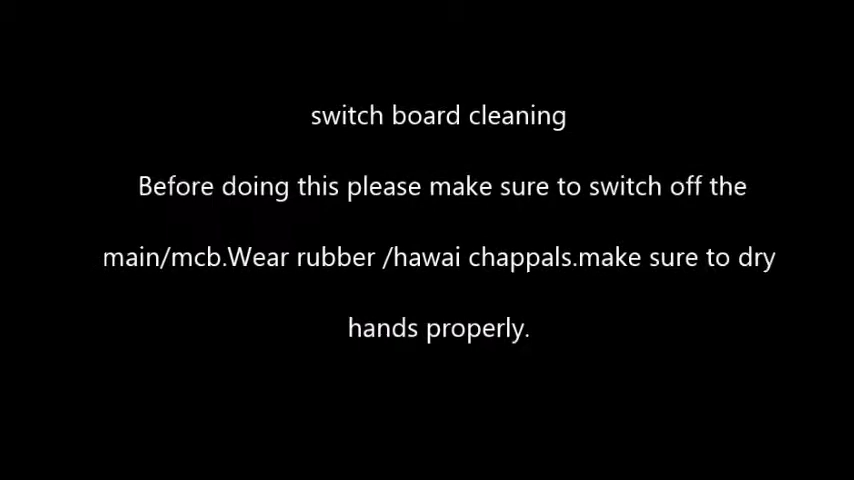 switch board cleaning
Before doing this please make sure to switch off the
main/mcb.Wear rubber /hawai chappals.make sure to dry
hands properly.